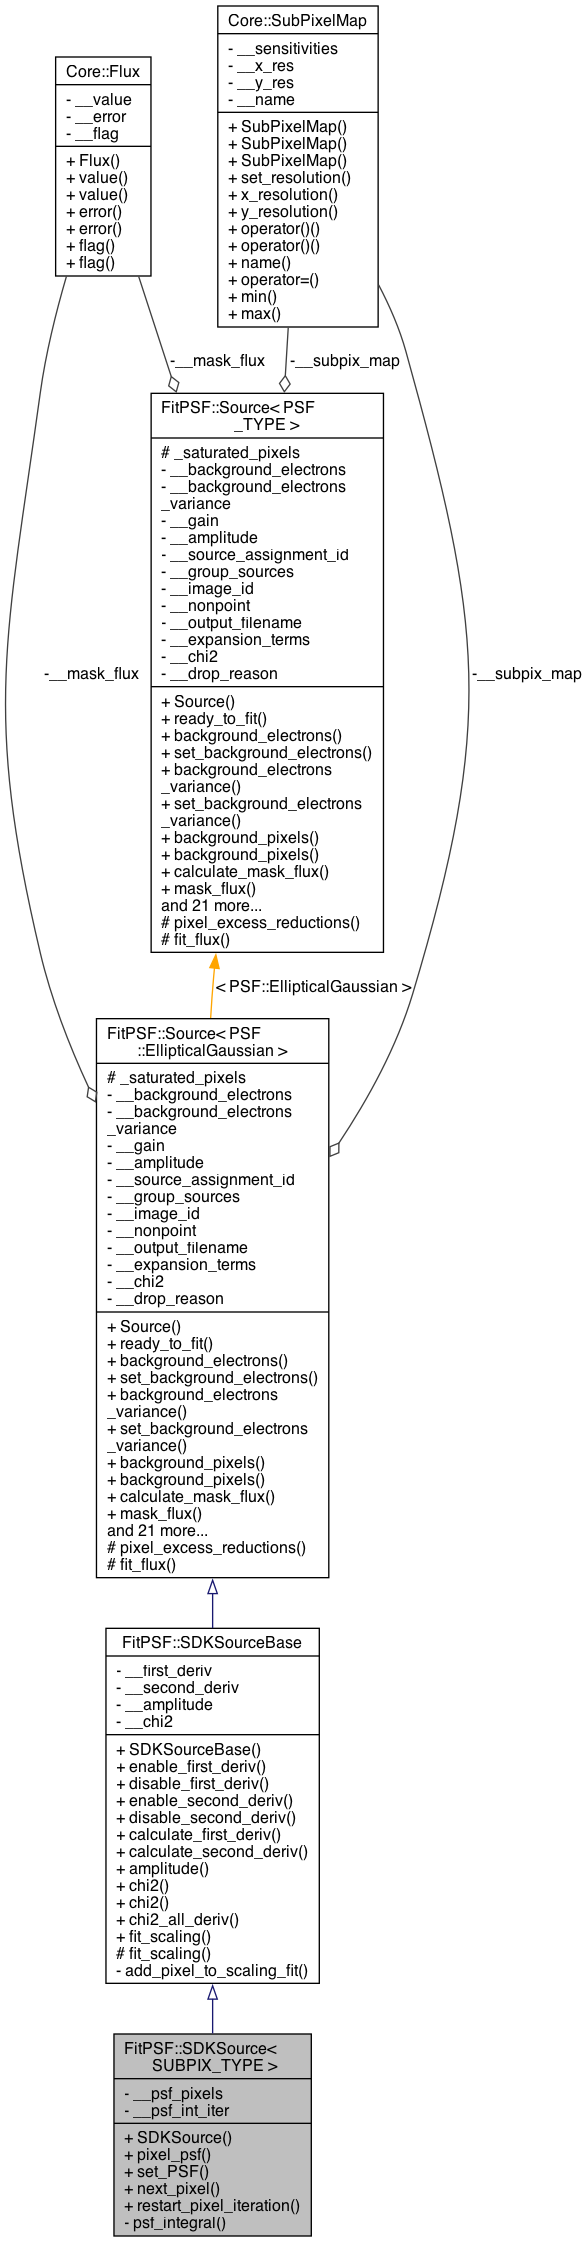 Core::SubPixelMap
- __sensitivities
- __x_res
- __y_res
- __name
+ SubPixelMap()
+ SubPixelMap()
+ SubPixelMap()
+ set_resolution()
+ x_resolution()
+ y_resolution()
+ operator()()
+ operator()()
+ name()
+ operator=()
+ min()
+ max()
Core::Flux
- __value
- __error
- __flag
+ Flux()
+ value()
+ value()
+ error()
+ error()
+ flag()
+ flag()
-__mask_flux
-__subpix_map
FitPSF::Source< PSF
_TYPE >
# _saturated_pixels
- __background_electrons
- __background_electrons
_variance
- __gain
- __amplitude
- __source_assignment_id
- __group_sources
- __image_id
- __nonpoint
- __output_filename
- __expansion_terms
- __chi2
- __drop_reason
+ Source()
+ ready_to_fit()
+ background_electrons()
+ set_background_electrons()
+ background_electrons
_variance()
+ set_background_electrons
_variance()
+ background_pixels()
+ background_pixels()
+ calculate_mask_flux()
+ mask_flux()
and 21 more...
# pixel_excess_reductions()
# fit_flux()
-__mask_flux
-__subpix_map
< PSF::EllipticalGaussian >
FitPSF::Source< PSF
::EllipticalGaussian >
# _saturated_pixels
- __background_electrons
- __background_electrons
_variance
- __gain
- __amplitude
- __source_assignment_id
- __group_sources
- __image_id
- __nonpoint
- __output_filename
- __expansion_terms
- __chi2
- __drop_reason
+ Source()
+ ready_to_fit()
+ background_electrons()
+ set_background_electrons()
+ background_electrons
_variance()
+ set_background_electrons
_variance()
+ background_pixels()
+ background_pixels()
+ calculate_mask_flux()
+ mask_flux()
and 21 more...
# pixel_excess_reductions()
# fit_flux()
FitPSF::SDKSourceBase
- __first_deriv
- __second_deriv
- __amplitude
- __chi2
+ SDKSourceBase()
+ enable_first_deriv()
+ disable_first_deriv()
+ enable_second_deriv()
+ disable_second_deriv()
+ calculate_first_deriv()
+ calculate_second_deriv()
+ amplitude()
+ chi2()
+ chi2()
+ chi2_all_deriv()
+ fit_scaling()
# fit_scaling()
- add_pixel_to_scaling_fit()
FitPSF::SDKSource<
SUBPIX_TYPE >
- __psf_pixels
- __psf_int_iter
+ SDKSource()
+ pixel_psf()
+ set_PSF()
+ next_pixel()
+ restart_pixel_iteration()
- psf_integral()